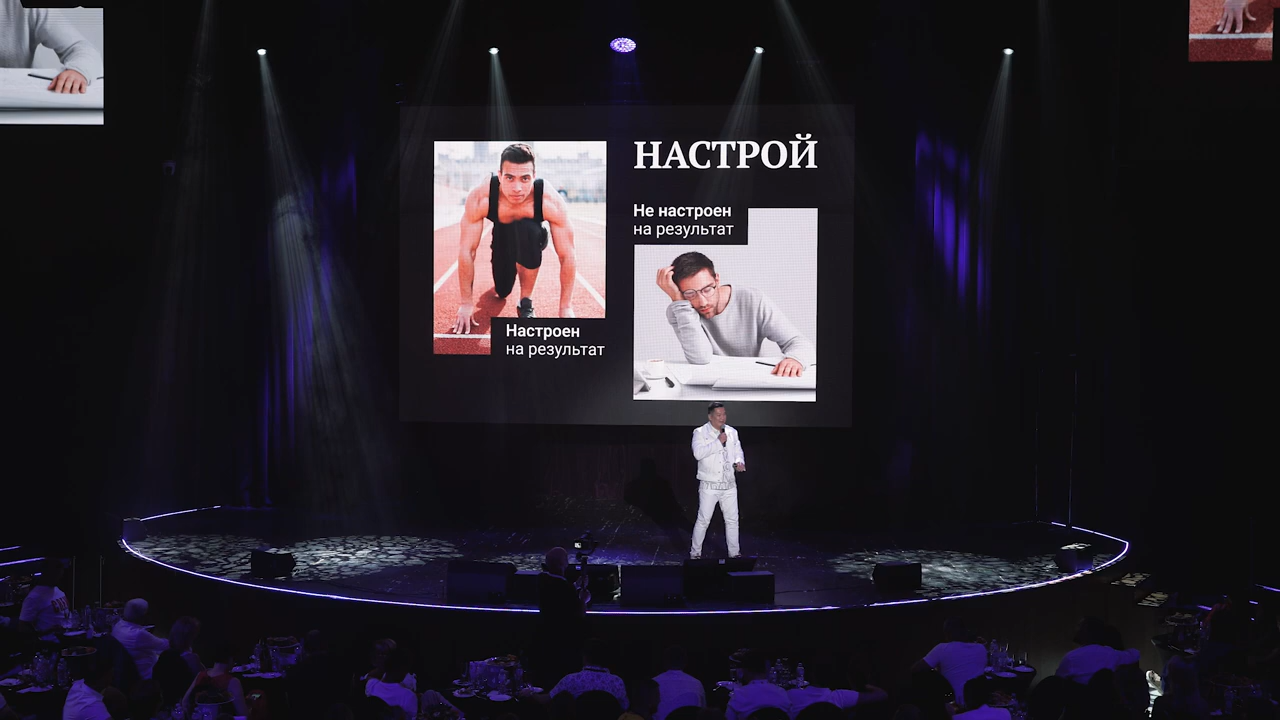 НАСТРОЙ
Не настроен
на результат
Настроен
на результат